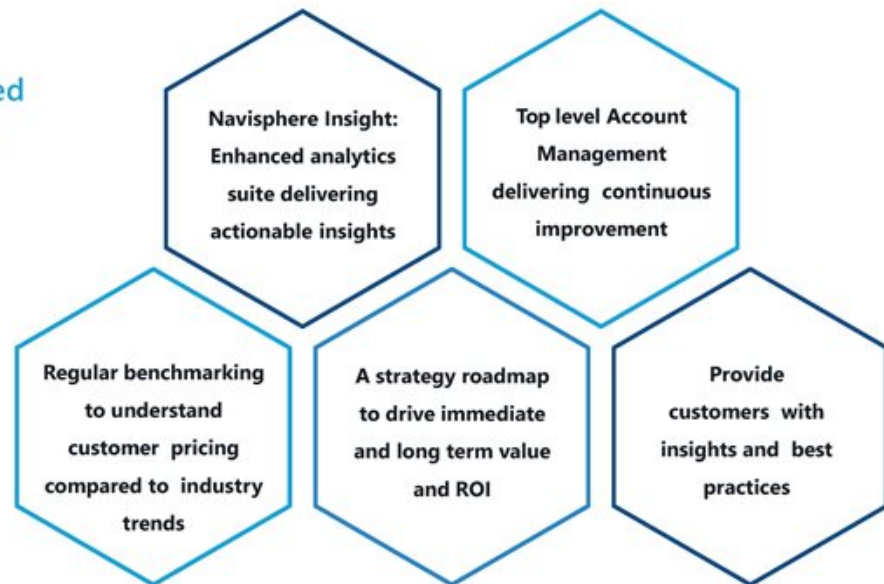 ed
Navisphere Insight:
Enhanced analytics
suite delivering
actionable insights
Top level Account
Management
delivering continuous
improvement
Regular benchmarking
to understand
customer pricing
compared to industry
trends
A strategy roadmap
to drive immediate
and long term value
and ROI
Provide
customers with
insights and best
practices